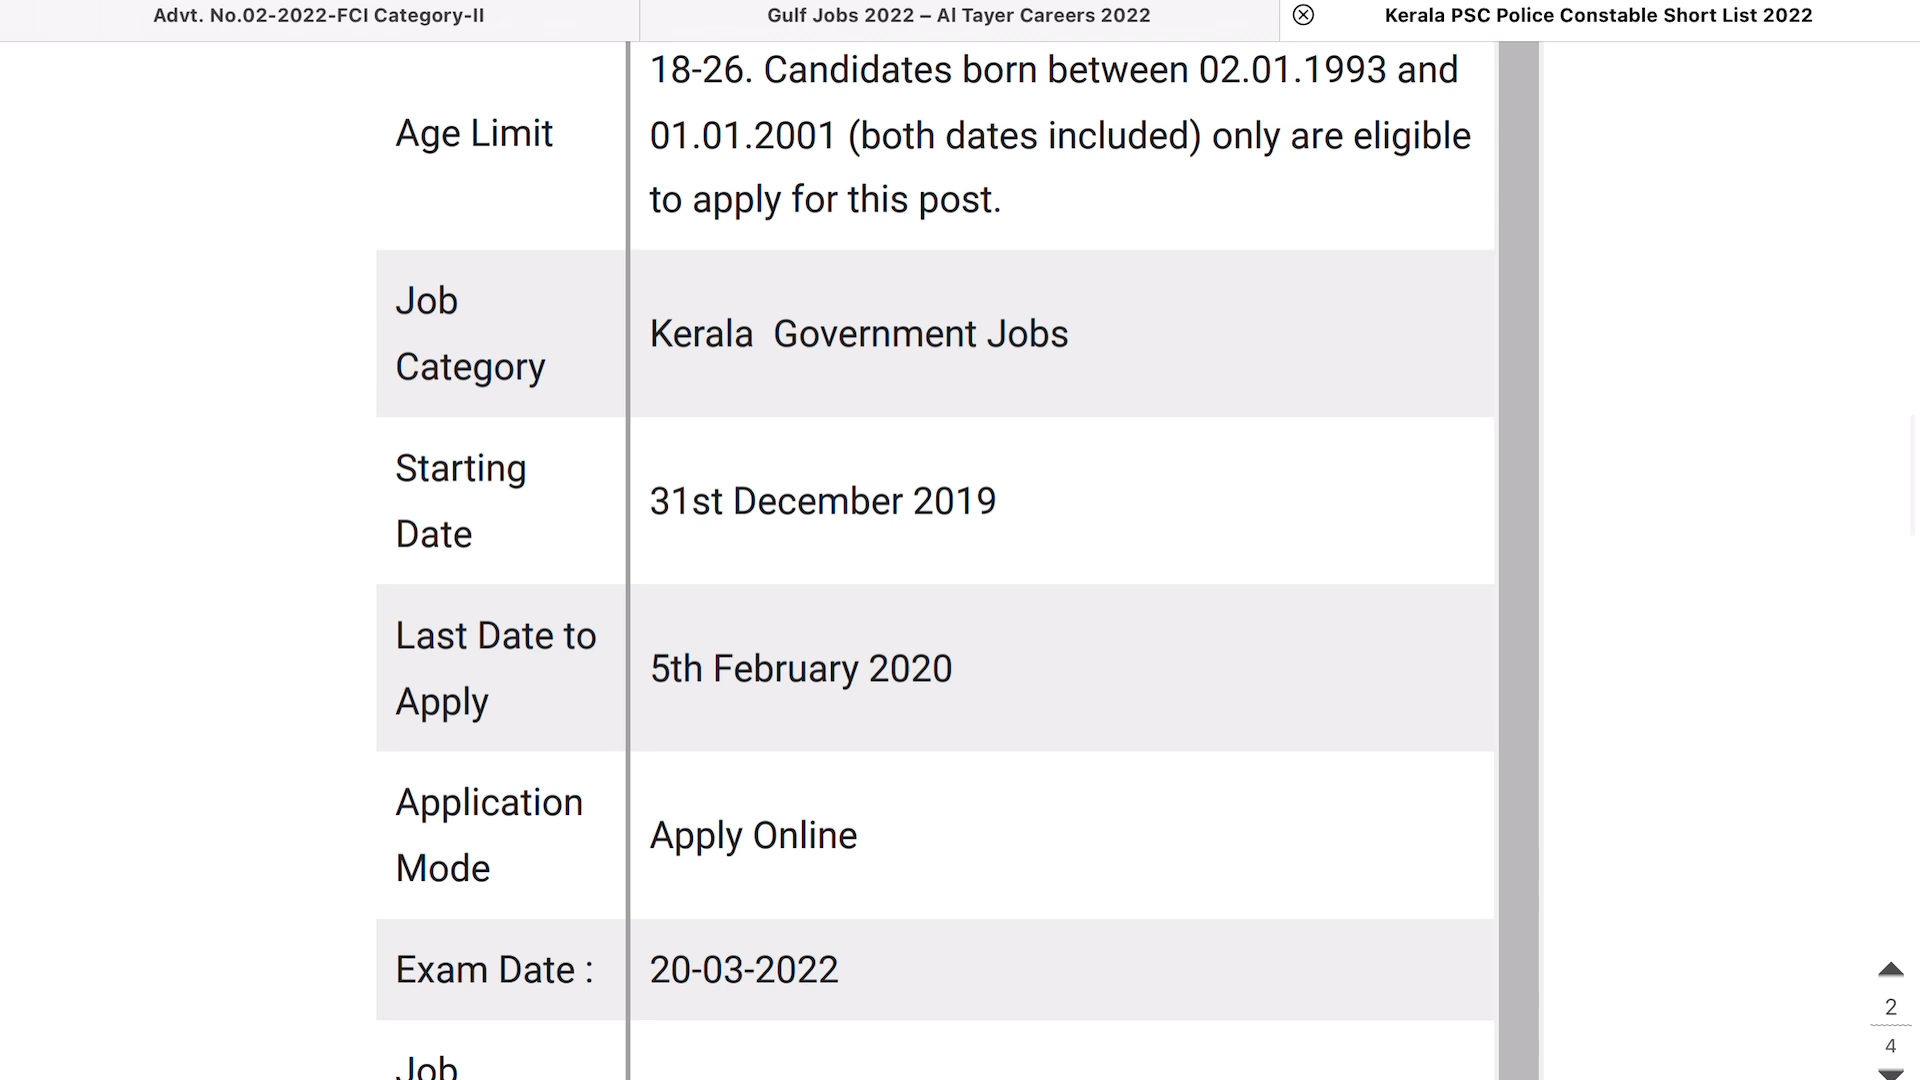 Advt. No.02-2022-FCI Category-II
Gulf Jobs 2022 – Al Tayer Careers 2022
Kerala PSC Police Constable Short List 2022
Age Limit
18-26. Candidates born between 02.01.1993 and
01.01.2001 (both dates included) only are eligible
to apply for this post.
Job
Category
Kerala  Government Jobs
Starting
Date
31st December 2019
Last Date to
Apply
5th February 2020
Application
Mode
Apply Online
Exam Date :
20-03-2022
Job
2
4